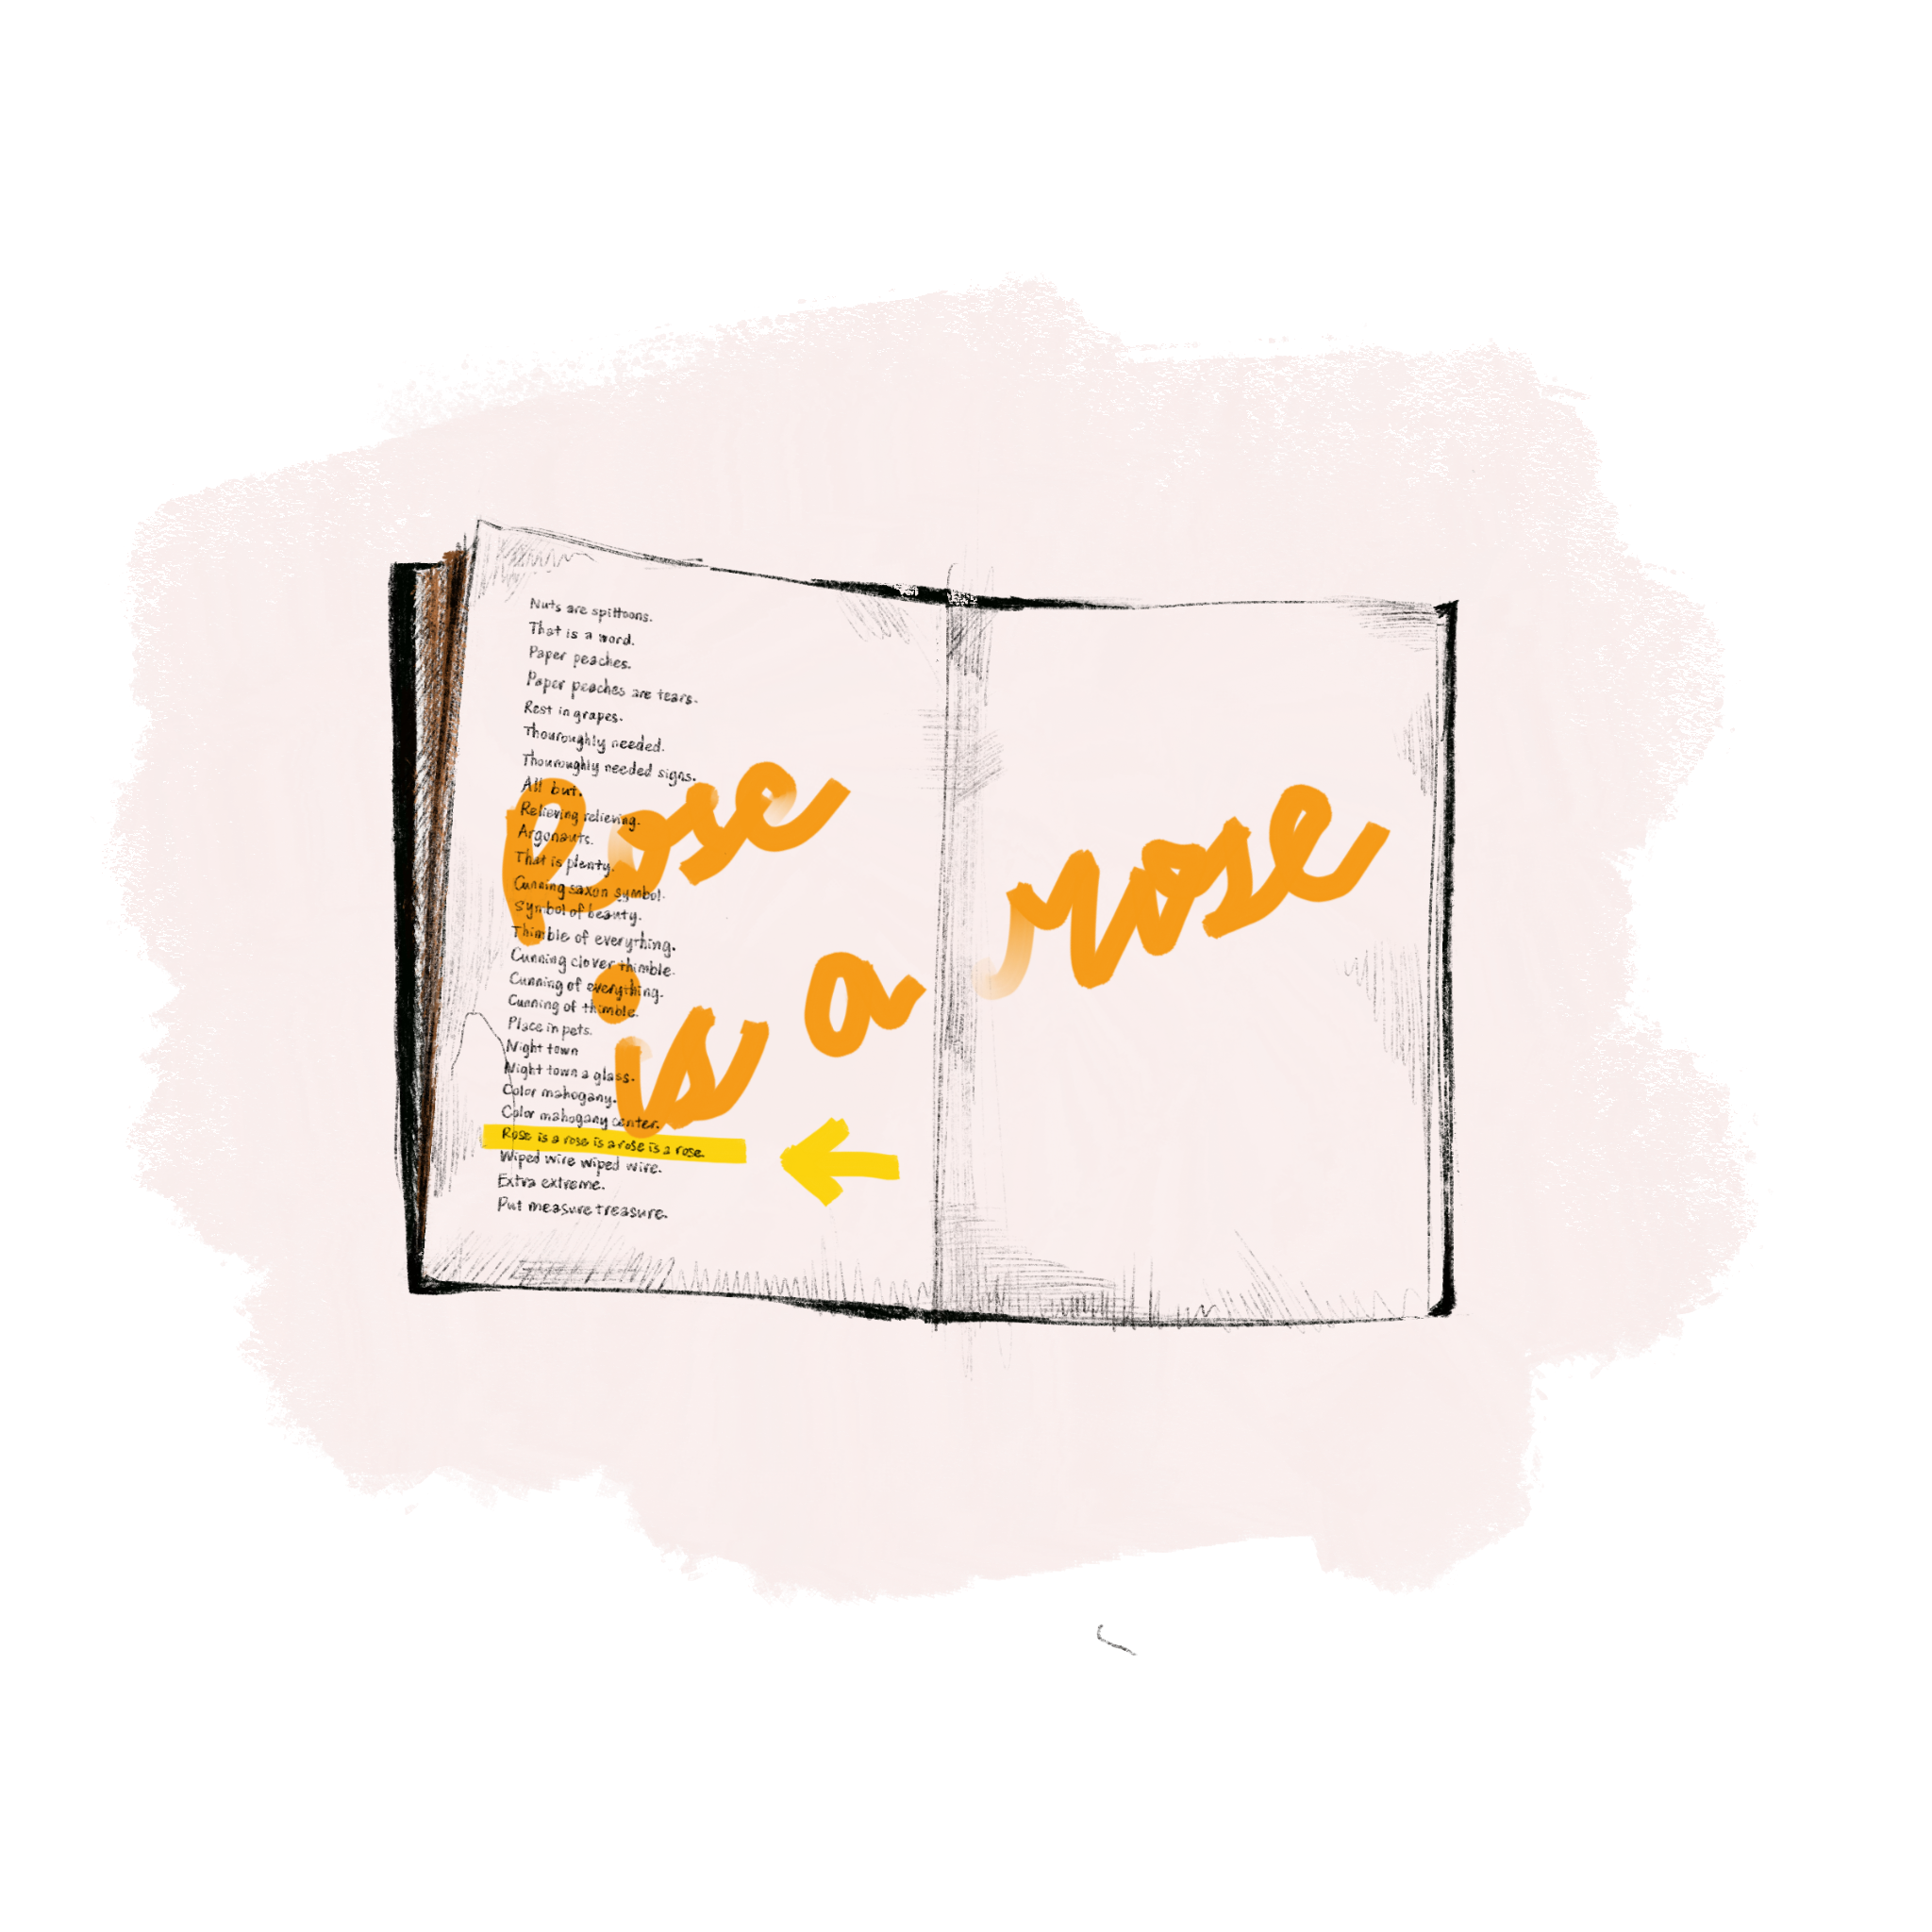 Nuts are spittoons.
That is a word.
Paper peaches.
Paper peaches are tears.
Rest in grapes.
Thouroughly needed.
Thouroughly needed signs.
All but.
Relieving relieving.
Argonauts.
That is plenty.
Cunning saxon symbol.
Symbol of beauty.
Thimble of everything.
Cunning clover thimble.
Cunning of everything.
Cunning of thimble.
Place in pets.
Night town
Night town a glass.
Color mahogany.
Color mahogany center.
Rose is a rose is a rose is a rose.
Wiped wire wiped wire.
Extra extreme.
Put measure treasure.
Rose
is a rose